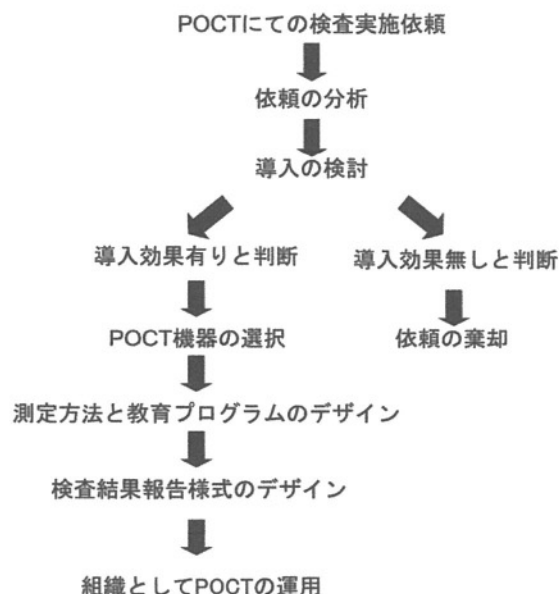 POCTにての検査実施依頼
依頼の分析
導入の検討
導入効果有りと判断
導入効果無しと判断
POCT機器の選択
依頼の棄却
測定方法と教育プログラムのデザイン
検査結果報告様式のデザイン
組織としてPOCTの運用